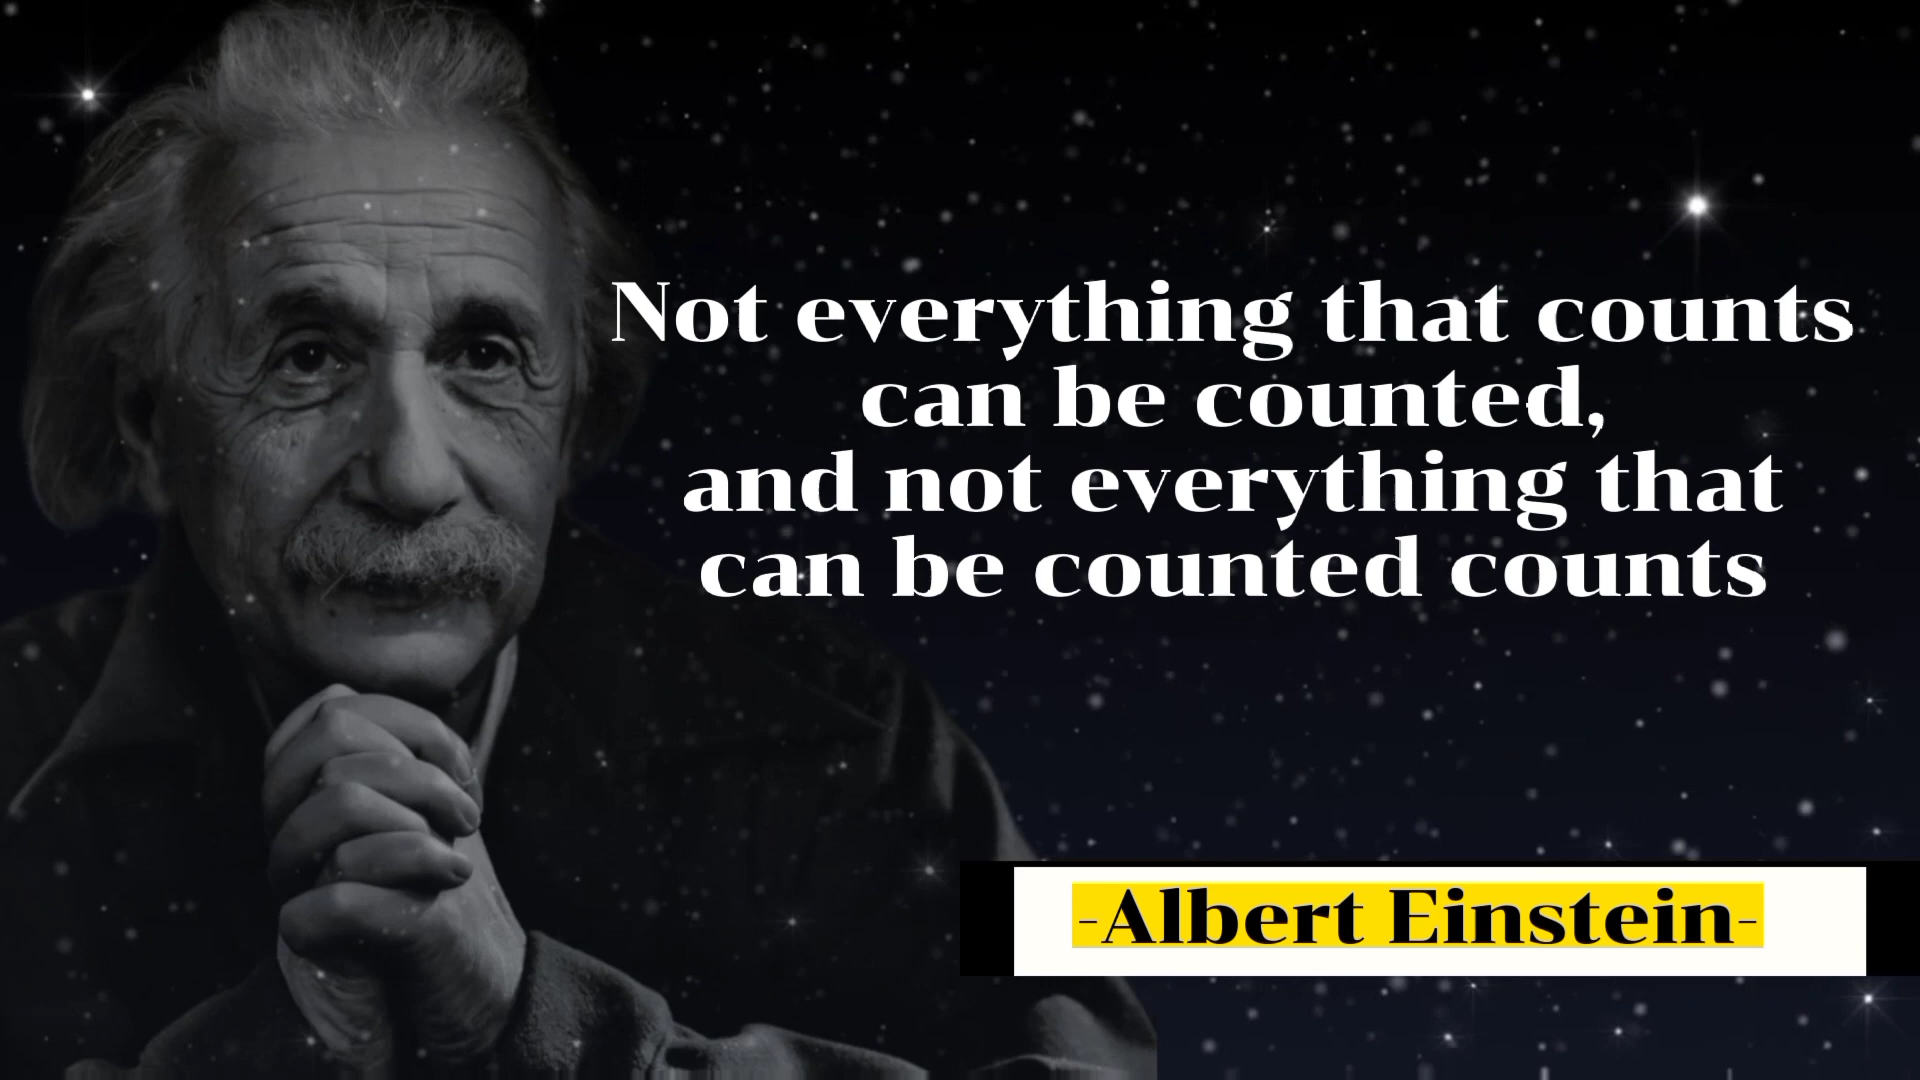 Not everything that counts
can be counted,
and not everything that
can be counted counts
-Albert Einstein-